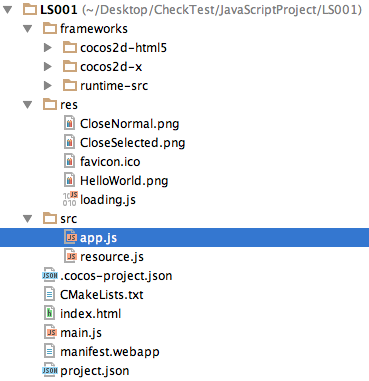 LS001 (~/Desktop/CheckTest/JavaScriptProject/LS001)
frameworks
cocos2d-html5
cocos2d-x
runtime-src
res
CloseNormal.png
CloseSelected.png
favicon.ico
HelloWorld.png
loading.js
src
app.js
resource.js
.cocos-project.json
CMakeLists.txt
index.html
main.js
manifest.webapp
project.json